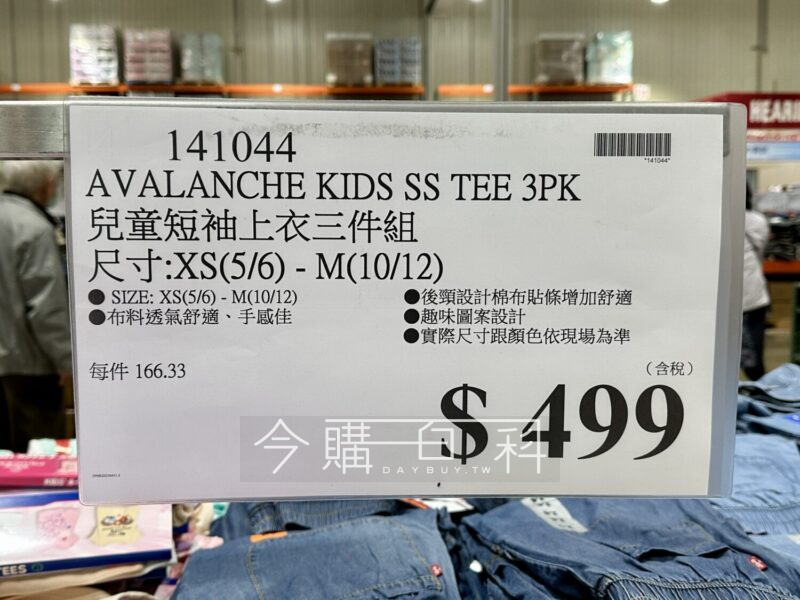 141044
*141044*
AVALANCHE KIDS SS TEE 3PK
兒童短袖上衣三件組
尺寸:XS(5/6) - M(10/12)
● SIZE: XS(5/6) - M(10/12)
●布料透氣舒適、手感佳
●後頸設計棉布貼條增加舒適
●趣味圖案設計
●實際尺寸跟顏色依現場為準
每件 166.33
(含稅)
$ 499
今購百科
DAYBUY.TW
HEARI
KIDS
TEES